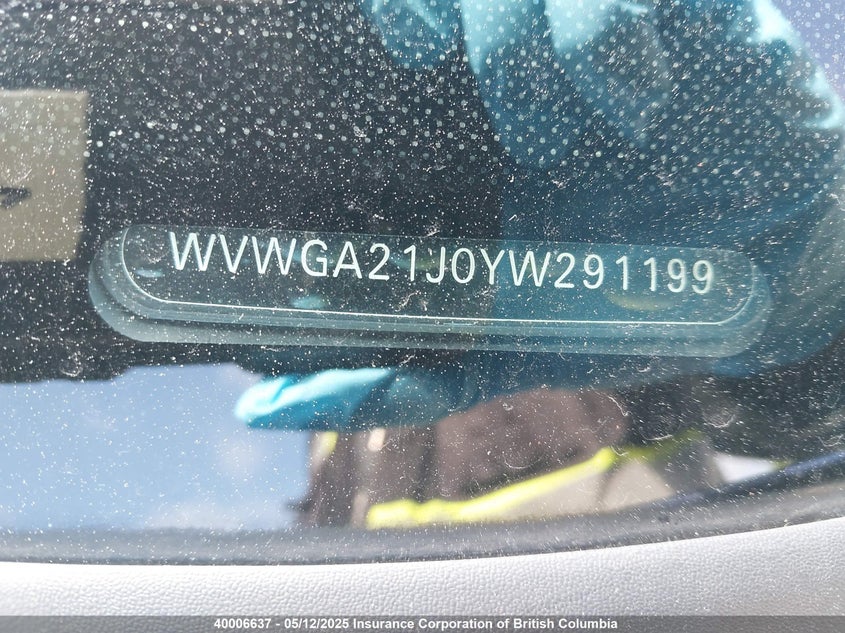 WVWGA21J0YW291199
40006637 - 05/12/2025 Insurance Corporation of British Columbia